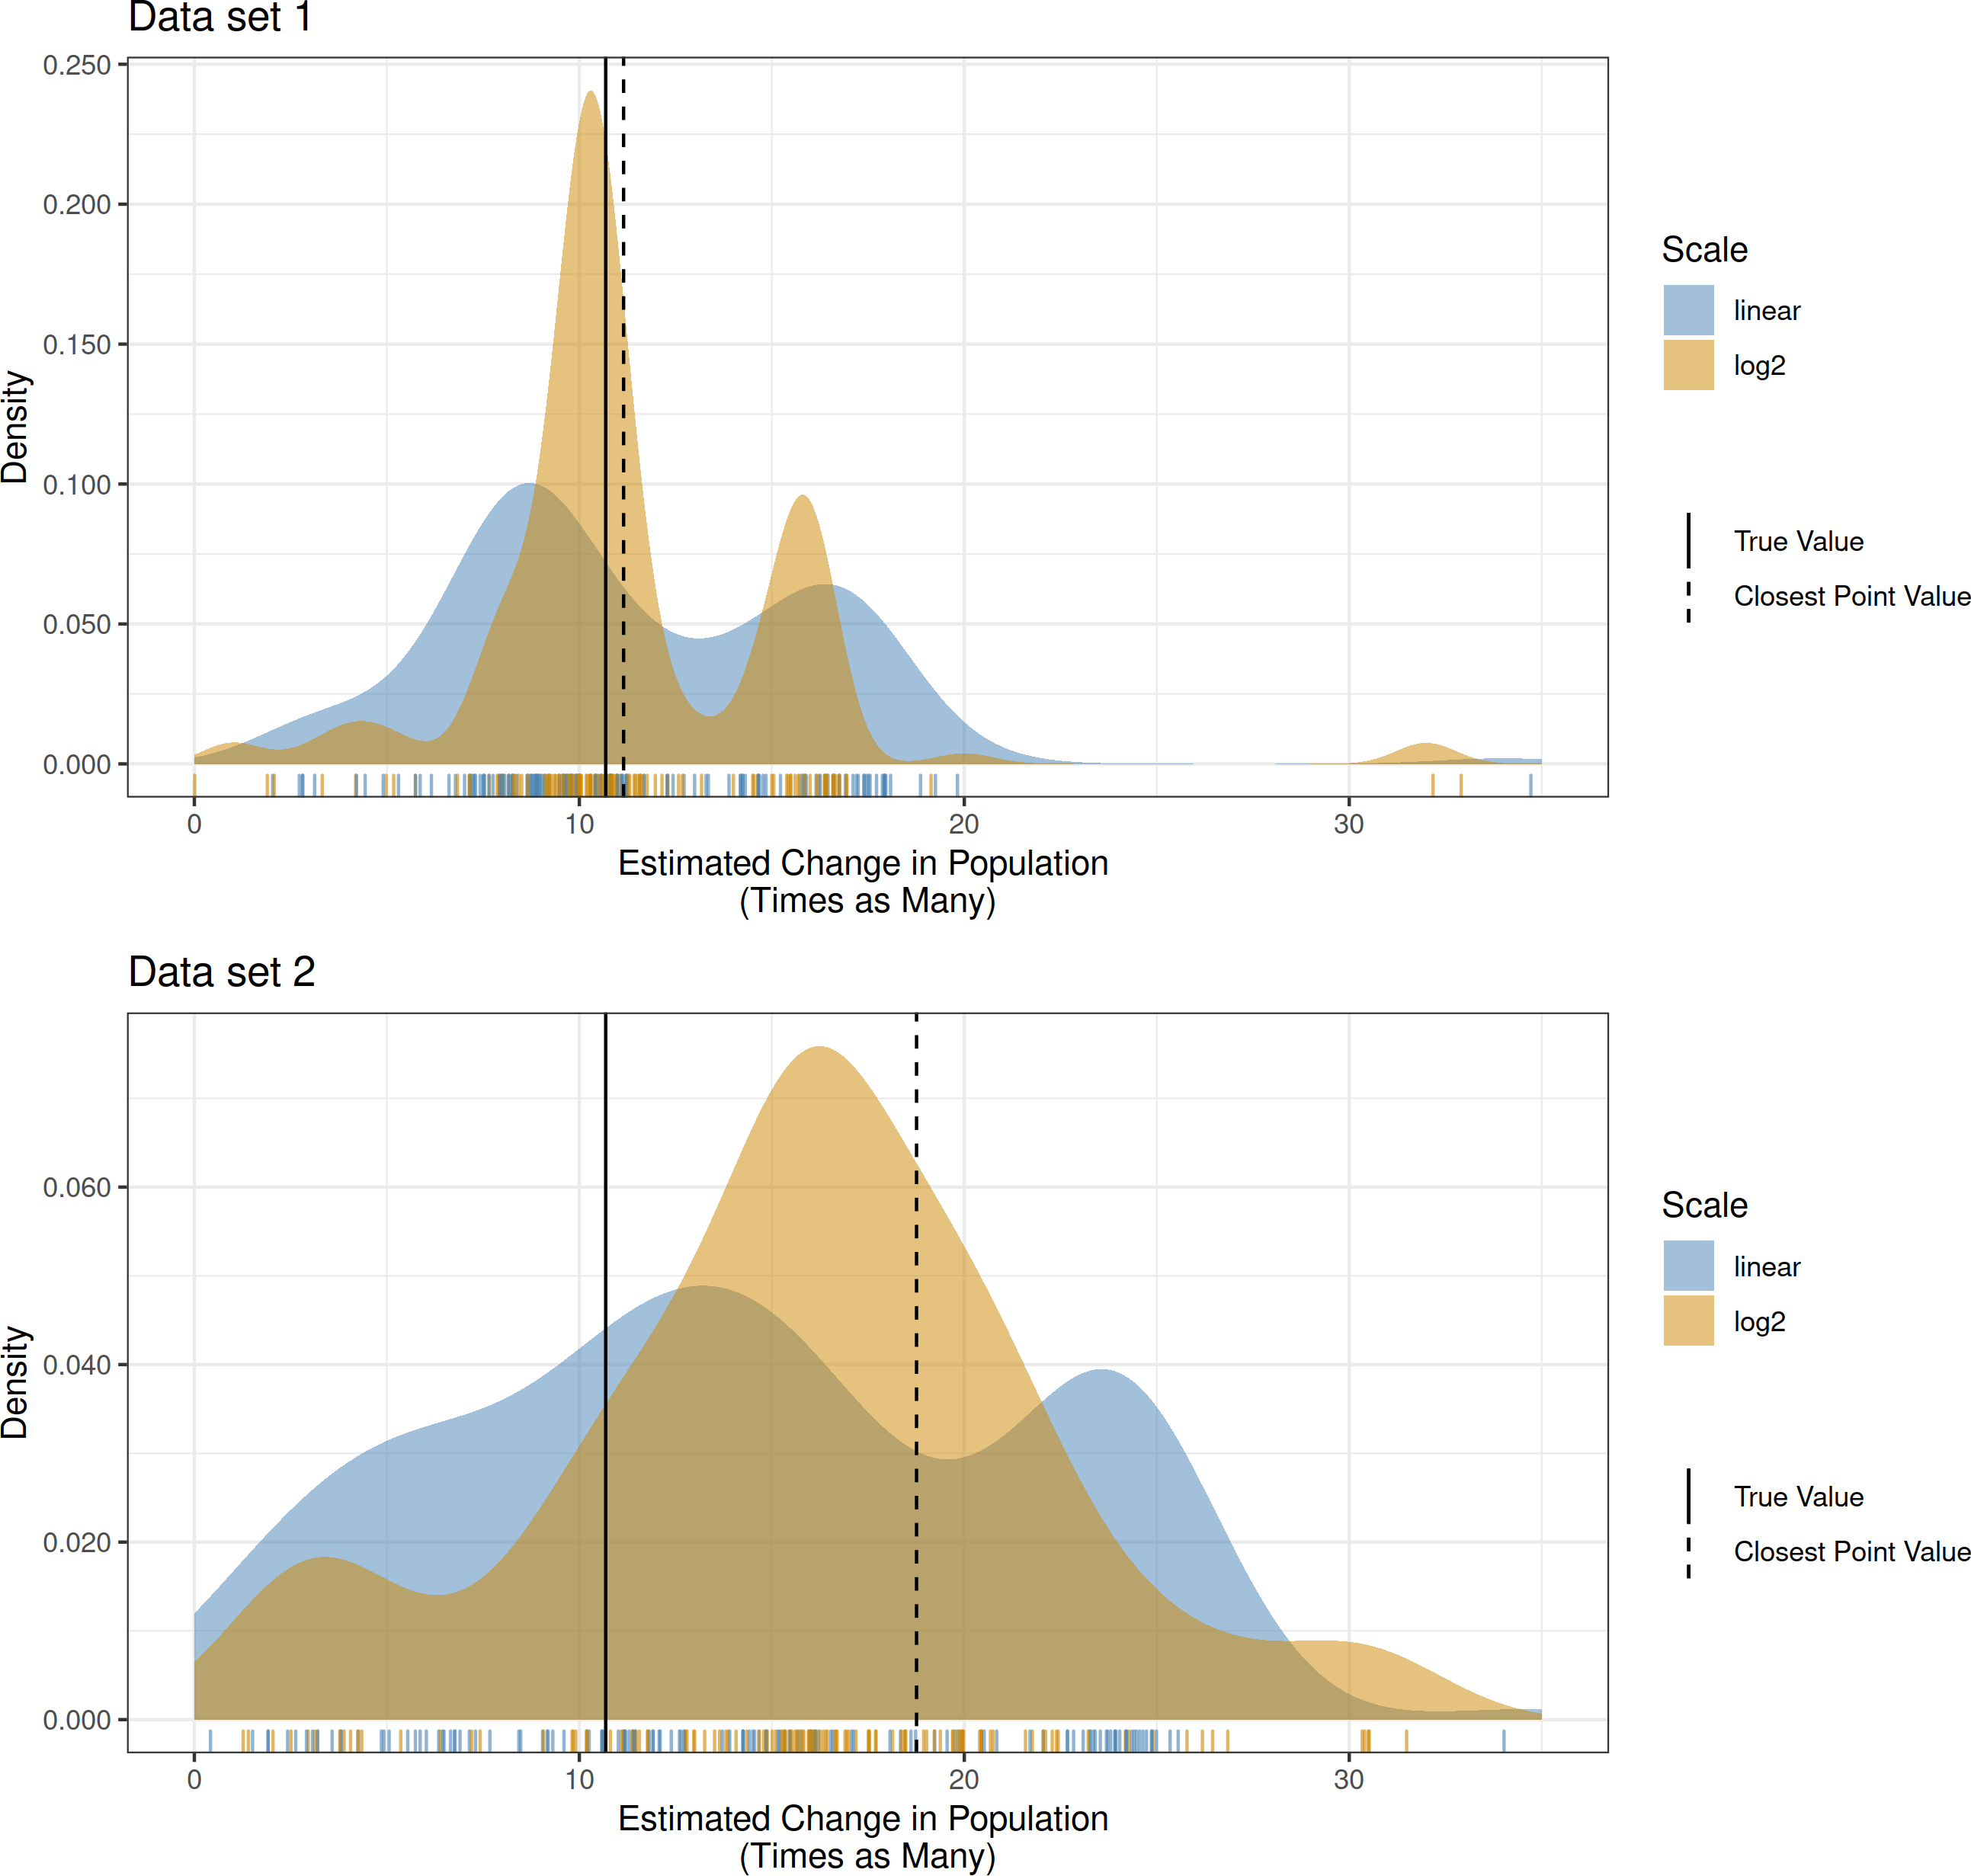 Data set 1
0.250
0.200
0.150
0.100
0.050
0.000
Density
0
10
20
30
Estimated Change in Population
(Times as Many)
Scale
linear
log2
True Value
Closest Point Value
Data set 2
0.060
0.040
0.020
0.000
Density
0
10
20
30
Estimated Change in Population
(Times as Many)
Scale
linear
log2
True Value
Closest Point Value